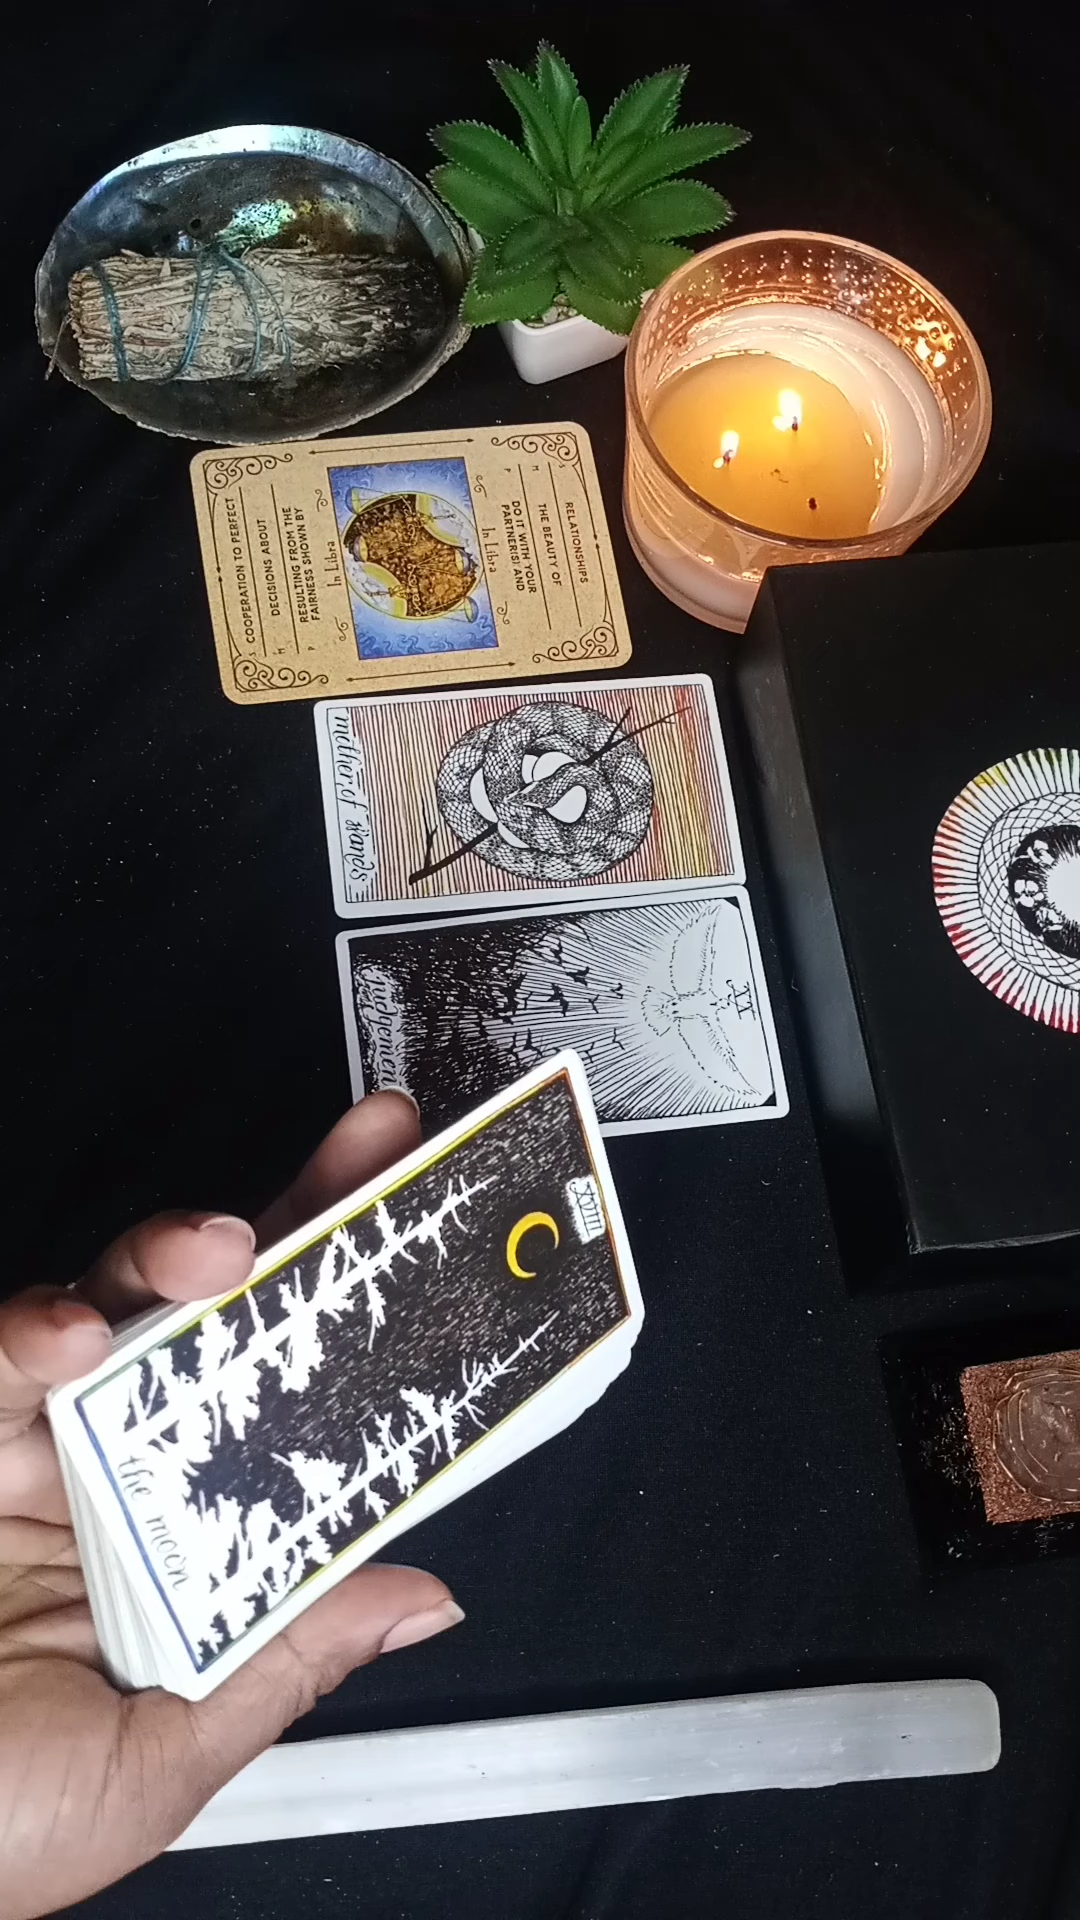 RELATIONSHIPS
S
THE BEAUTY OF
M
DO IT WITH YOUR
PARTNER(S) AND
P
In Libra
In Libra
RESULTING FROM THE
FAIRNESS SHOWN BY
P
DECISIONS ABOUT
M
COOPERATION TO PERFECT
S
mother of wands
XX
judgement
XVIII
the moon